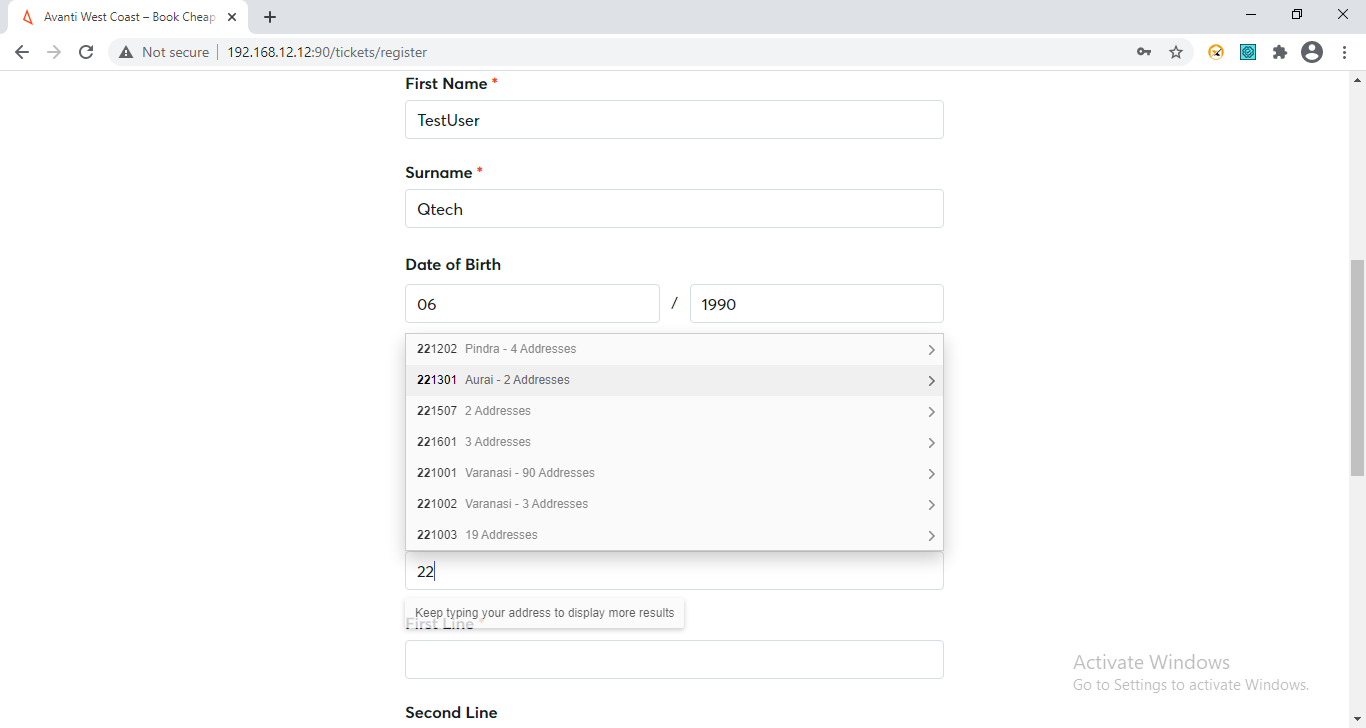 Avanti West Coast – Book Cheap
Not secure 192.168.12.12:90/tickets/register
First Name *
TestUser
Surname *
Qtech
Date of Birth
06 / 1990
221202 Pindra - 4 Addresses
221301 Aurai - 2 Addresses
221507 2 Addresses
221601 3 Addresses
221001 Varanasi - 90 Addresses
221002 Varanasi - 3 Addresses
221003 19 Addresses
22
Keep typing your address to display more results
First Line *
Second Line
Activate Windows
Go to Settings to activate Windows.